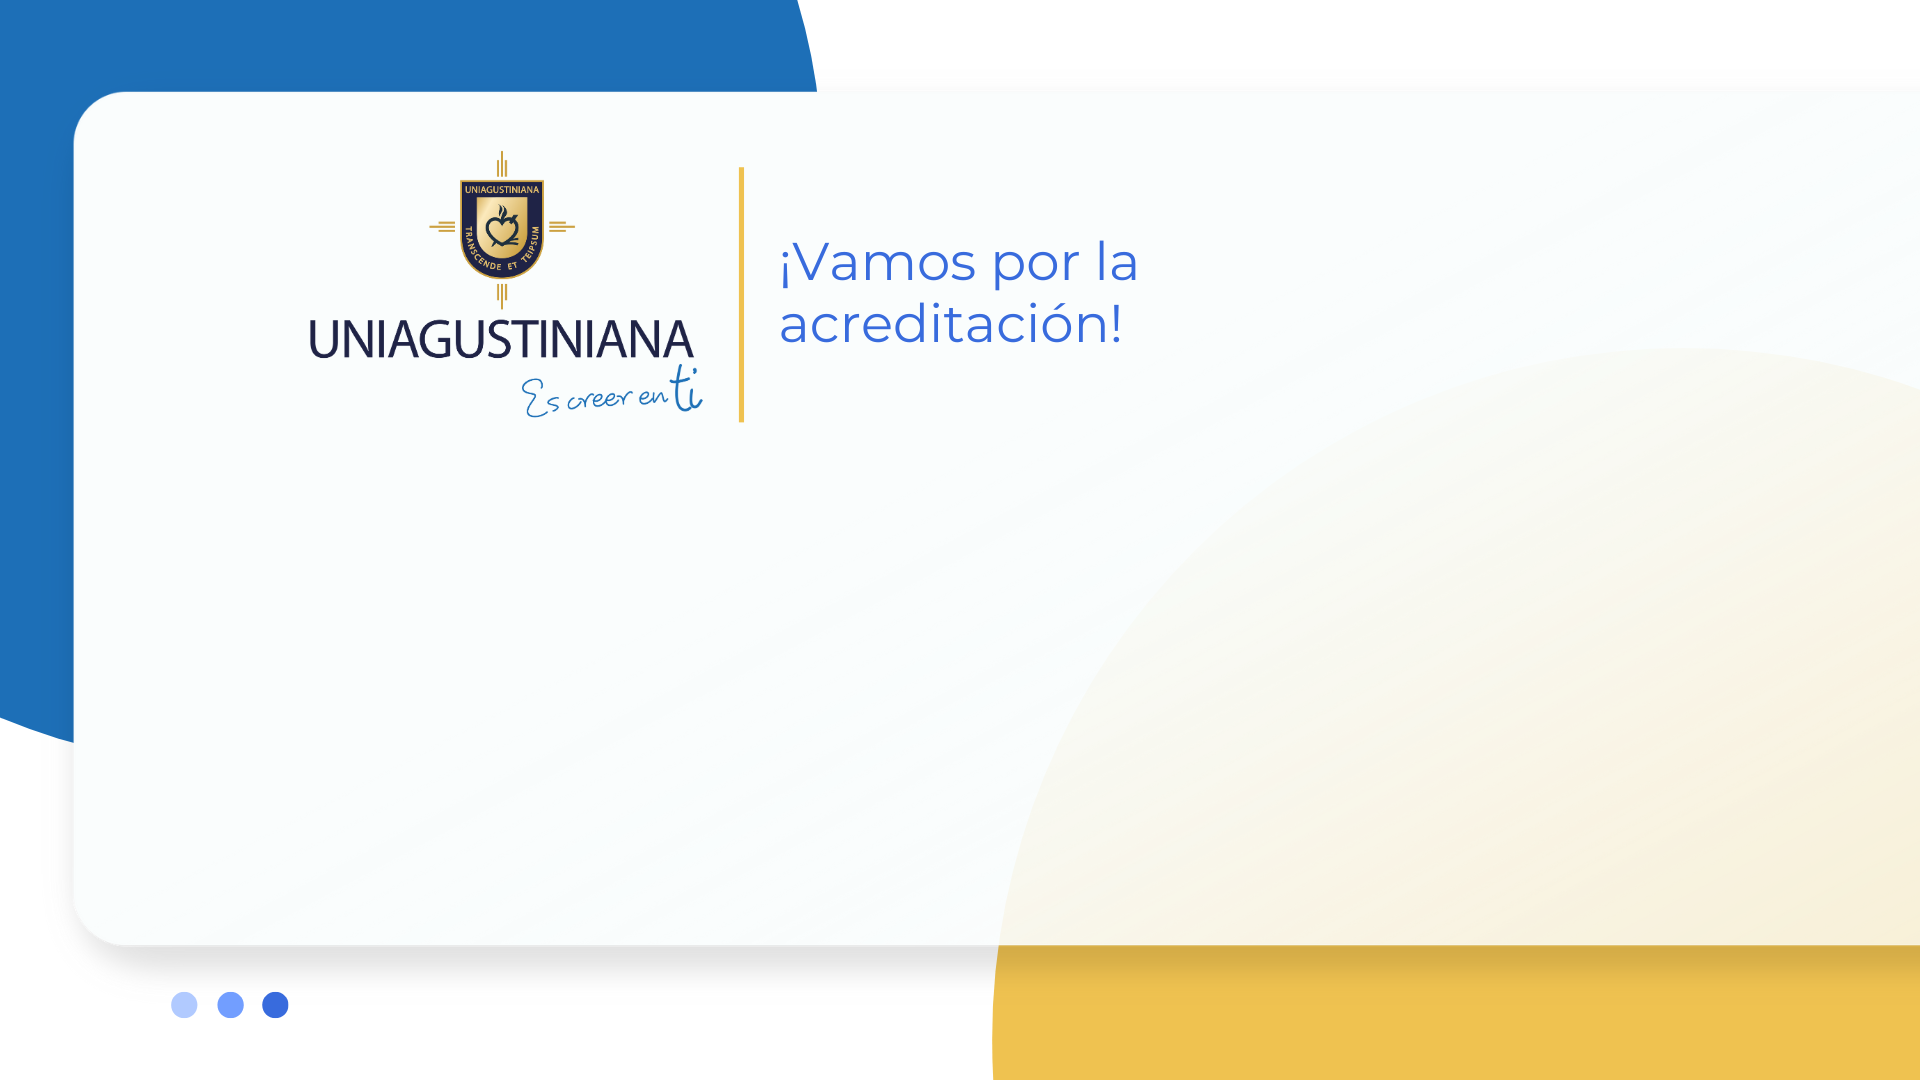 UNIAGUSTINIANA
TRANSCENDE ET TEIPSUM
UNIAGUSTINIANA
Es creer en ti
¡Vamos por la
acreditación!